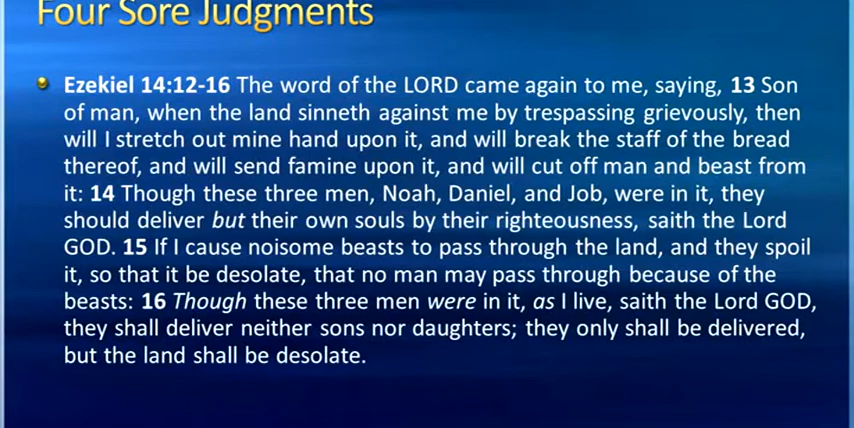 Four Sore Judgments
Ezekiel 14:12-16 The word of the LORD came again to me, saying, 13 Son
of man, when the land sinneth against me by trespassing grievously, then
will I stretch out mine hand upon it, and will break the staff of the bread
thereof, and will send famine upon it, and will cut off man and beast from
it: 14 Though these three men, Noah, Daniel, and Job, were in it, they
should deliver but their own souls by their righteousness, saith the Lord
GOD. 15 If I cause noisome beasts to pass through the land, and they spoil
it, so that it be desolate, that no man may pass through because of the
beasts: 16 Though these three men were in it, as I live, saith the Lord GOD,
they shall deliver neither sons nor daughters; they only shall be delivered,
but the land shall be desolate.